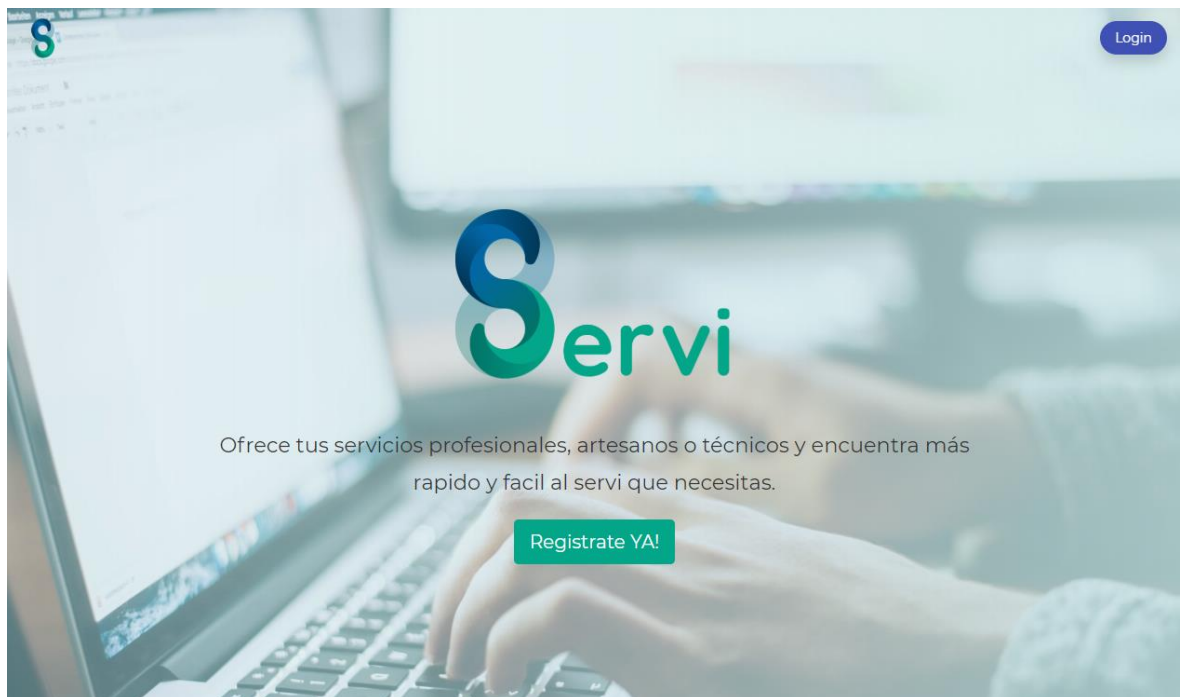 Login
Servi
Ofrece tus servicios profesionales, artesanos o técnicos y encuentra más
rapido y facil al servi que necesitas.
Registrate YA!